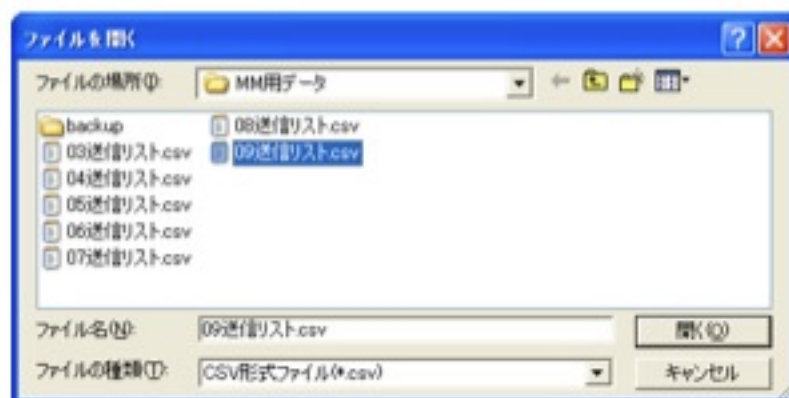 ファイルを開く
ファイルの場所(I):
MM用データ
backup
03送信リスト.csv
04送信リスト.csv
05送信リスト.csv
06送信リスト.csv
07送信リスト.csv
08送信リスト.csv
09送信リスト.csv
ファイル名(N):
09送信リスト.csv
開く(O)
ファイルの種類(T):
CSV形式ファイル(*.csv)
キャンセル